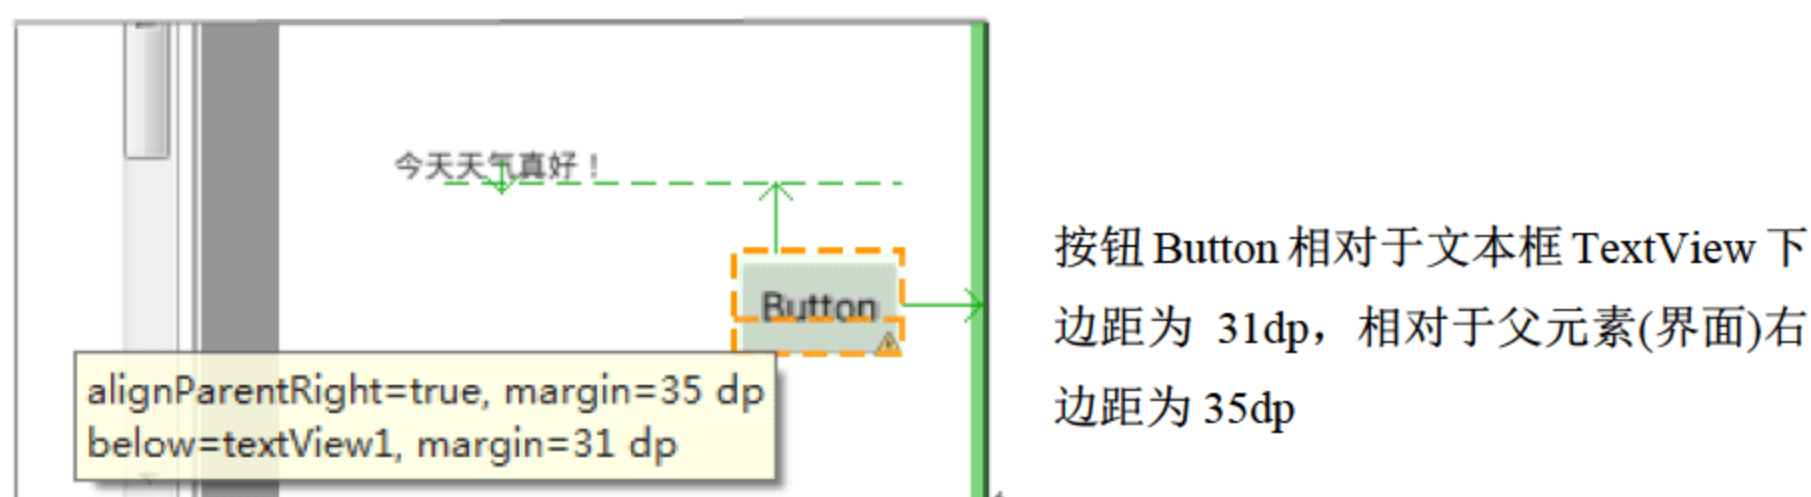 今天天气真好！
Button
alignParentRight=true, margin=35 dp
below=textView1, margin=31 dp
按钮Button相对于文本框TextView下
边距为 31dp，相对于父元素(界面)右
边距为35dp